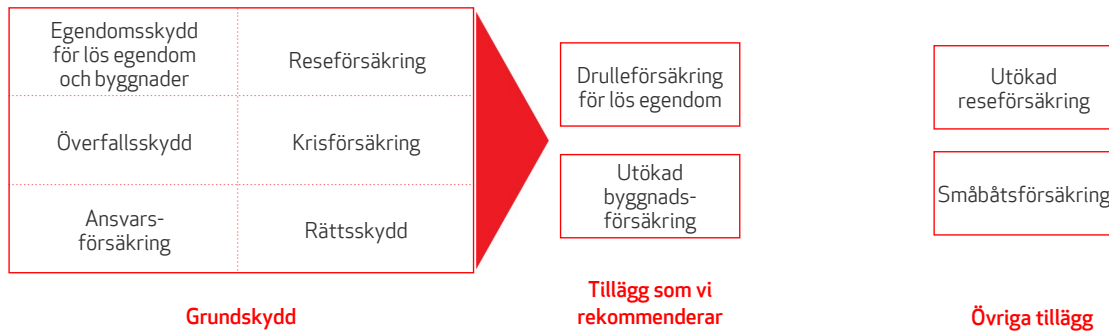 Egendomsskydd
för lös egendom
och byggnader
Reseförsäkring
Överfallsskydd
Krisförsäkring
Ansvars-
försäkring
Rättsskydd
Grundskydd
Drulleförsäkring
för lös egendom
Utökad
byggnads-
försäkring
Tillägg som vi
rekommenderar
Utökad
reseförsäkring
Småbåtsförsäkring
Övriga tillägg